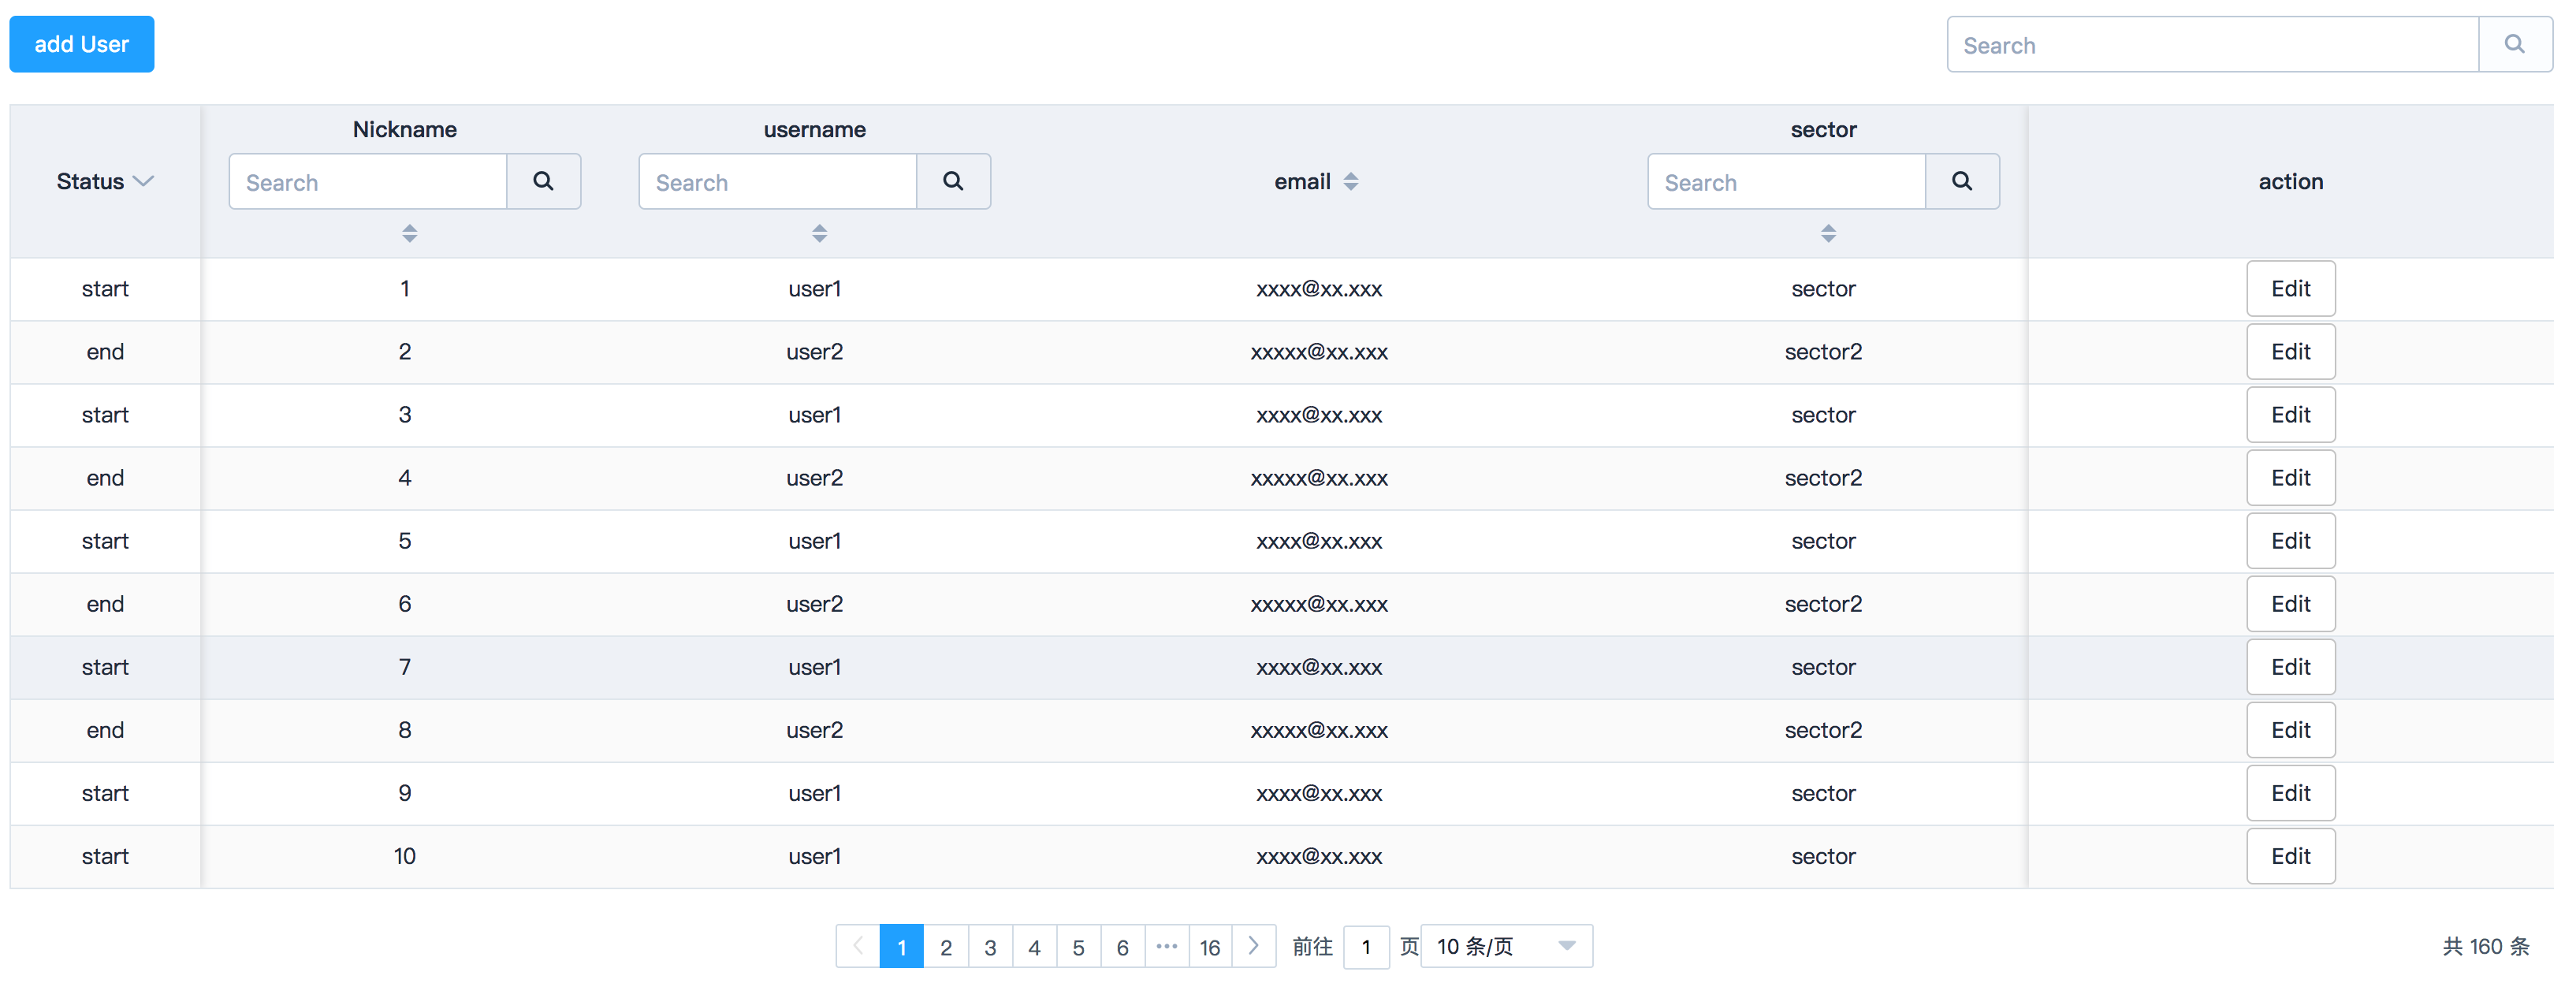 add User
Search
Status Nickname username email sector action
Search Search Search
start 1 user1 xxxx@xx.xxx sector Edit
end 2 user2 xxxxx@xx.xxx sector2 Edit
start 3 user1 xxxx@xx.xxx sector Edit
end 4 user2 xxxxx@xx.xxx sector2 Edit
start 5 user1 xxxx@xx.xxx sector Edit
end 6 user2 xxxxx@xx.xxx sector2 Edit
start 7 user1 xxxx@xx.xxx sector Edit
end 8 user2 xxxxx@xx.xxx sector2 Edit
start 9 user1 xxxx@xx.xxx sector Edit
start 10 user1 xxxx@xx.xxx sector Edit
1 2 3 4 5 6 ••• 16 前往 1 页 10 条/页 共 160 条